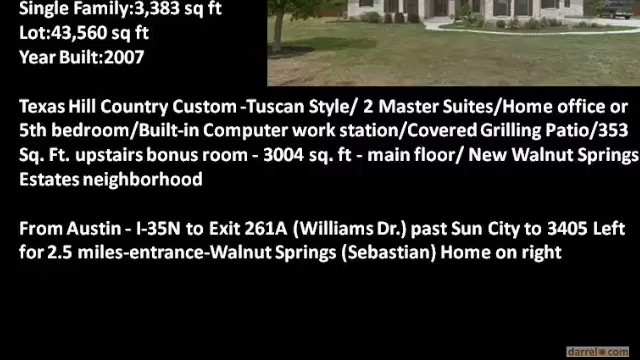 Single Family:3,383 sq ft
Lot:43,560 sq ft
Year Built:2007
Texas Hill Country Custom -Tuscan Style/ 2 Master Suites/Home office or
5th bedroom/Built-in Computer work station/Covered Grilling Patio/353
Sq. Ft. upstairs bonus room - 3004 sq. ft - main floor/ New Walnut Springs
Estates neighborhood
From Austin - I-35N to Exit 261A (Williams Dr.) past Sun City to 3405 Left
for 2.5 miles-entrance-Walnut Springs (Sebastian) Home on right
darrel com